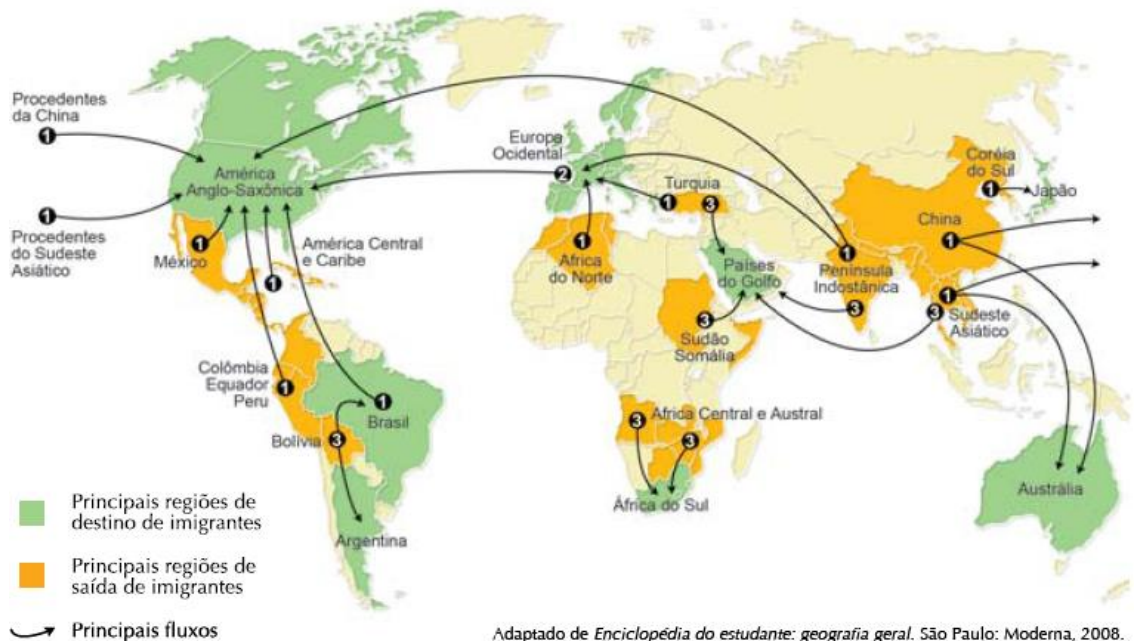 Procedentes
da China
1
1
Procedentes
do Sudeste
Asiático
América
Anglo-Saxônica
1
México
América Central
e Caribe
1
Colômbia
Equador
Peru
1
1
Brasil
Bolívia
3
Argentina
Europa
Ocidental
2
Turquia
1
3
1
África
do Norte
Países
do Golfo
3
Sudão
Somália
3
África Central e Austral
3
África do Sul
1
Península
Indostânica
3
Coréia
do Sul
1
Japão
China
1
1
Sudeste
Asiático
3
Austrália
Principais regiões de
destino de imigrantes
Principais regiões de
saída de imigrantes
Principais fluxos
Adaptado de Enciclopédia do estudante: geografia geral. São Paulo: Moderna, 2008.